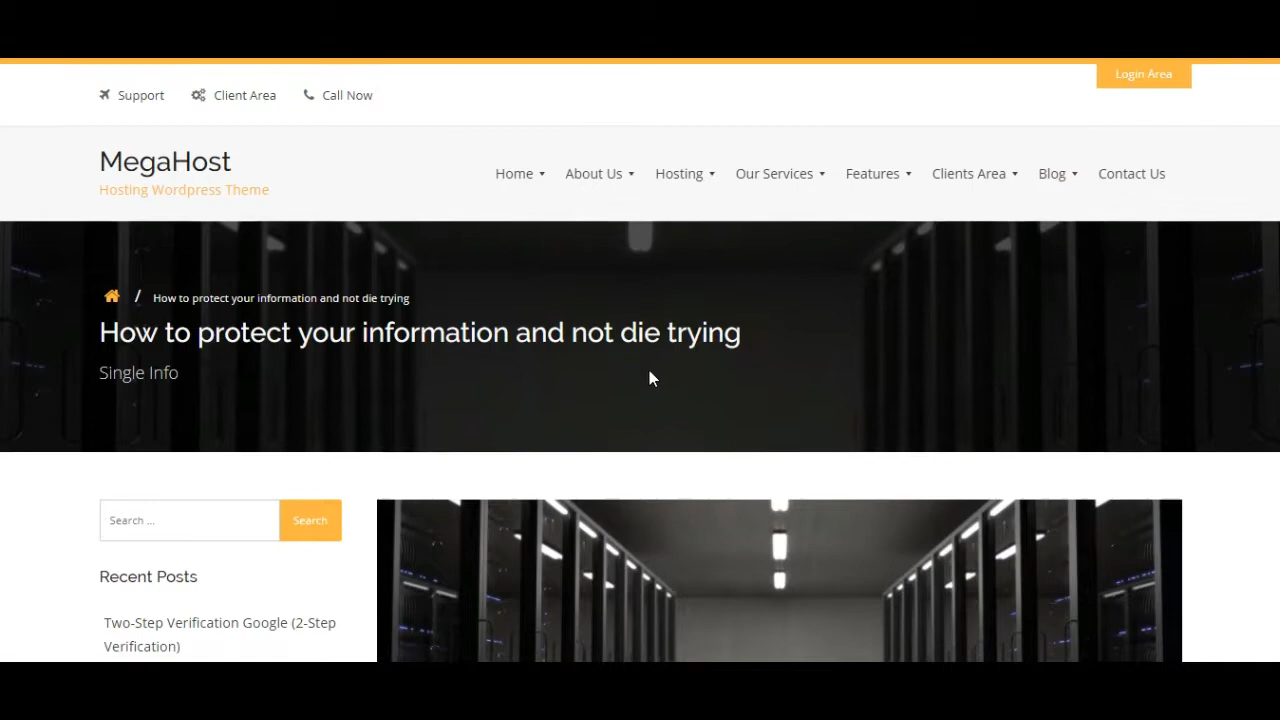 Login Area
Support Client Area Call Now
MegaHost
Hosting Wordpress Theme
Home About Us Hosting Our Services Features Clients Area Blog Contact Us
/ How to protect your information and not die trying
How to protect your information and not die trying
Single Info
Search ... Search
Recent Posts
Two-Step Verification Google (2-Step
Verification)